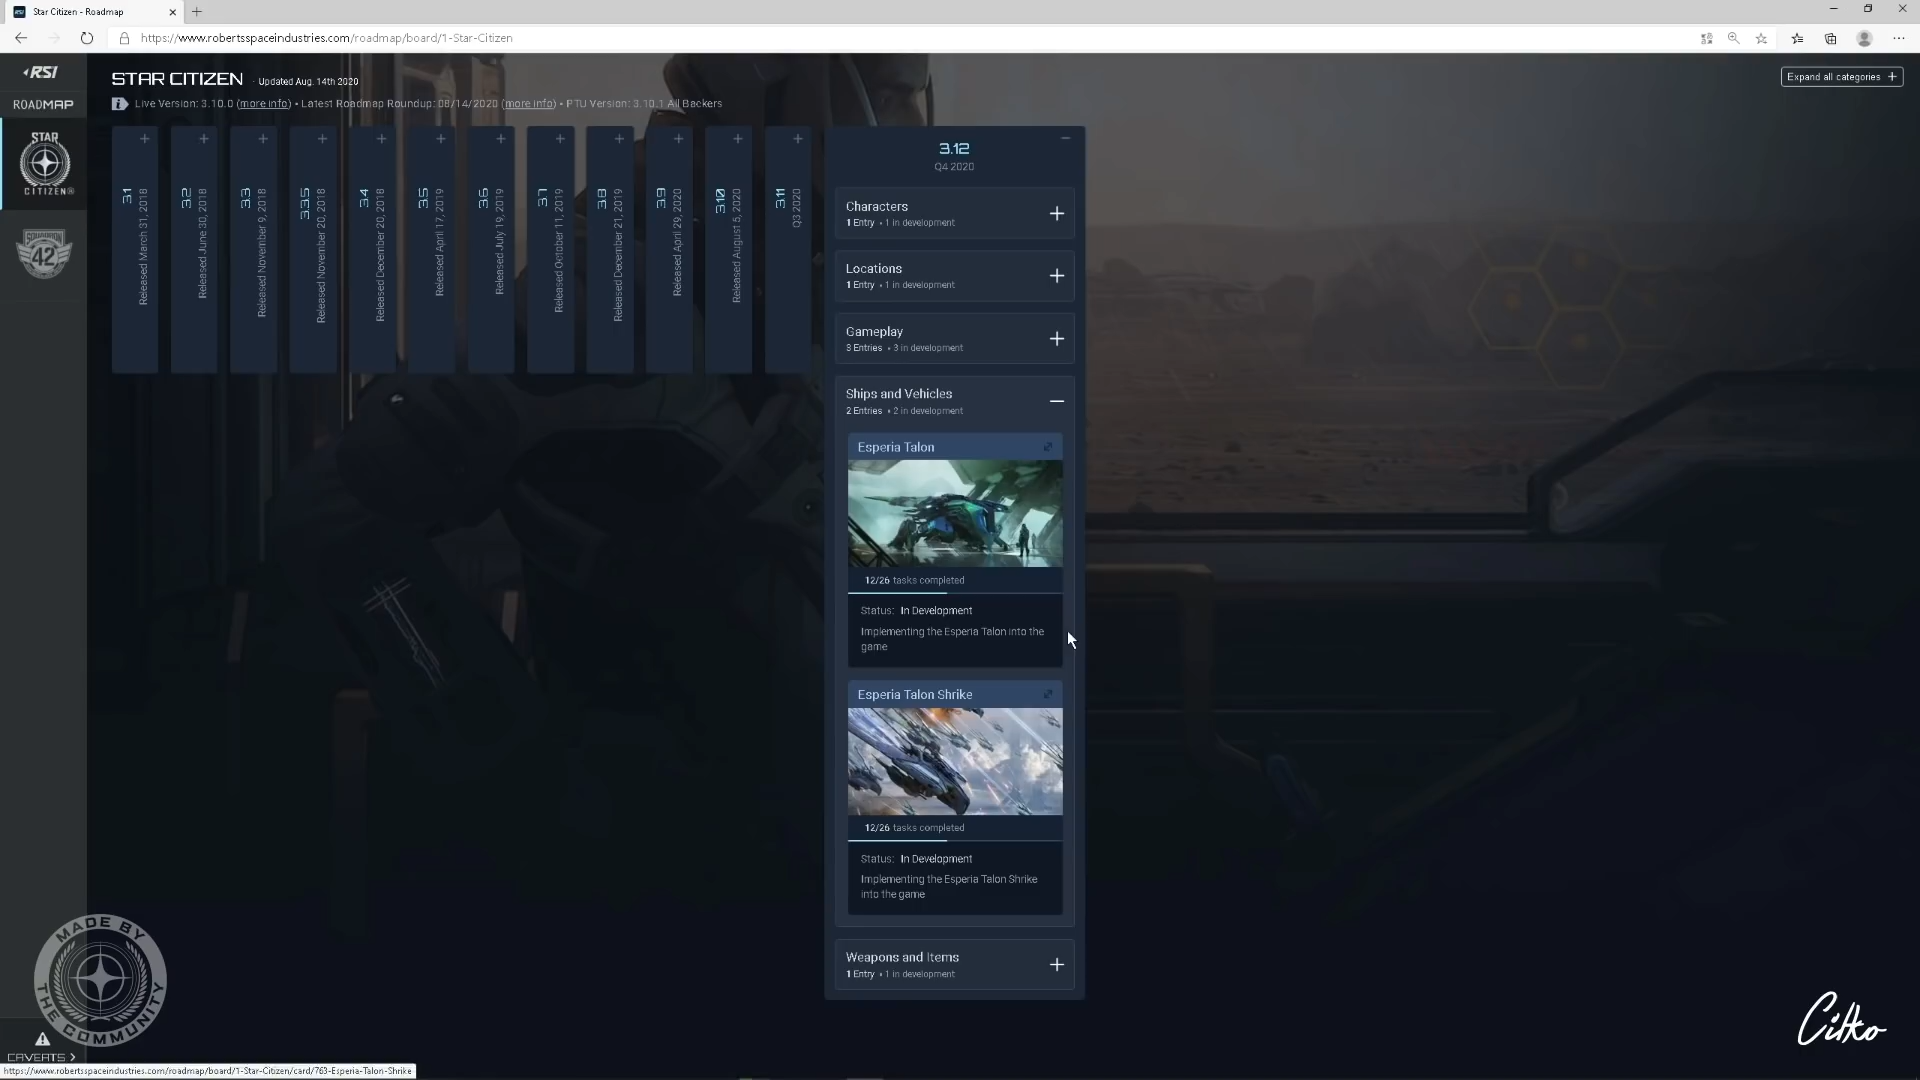 Star Citizen - Roadmap
https://www.robertsspaceindustries.com/roadmap/board/1-Star-Citizen
RSI
ROADMAP
STAR CITIZEN
42
STAR CITIZEN - Updated Aug. 14th 2020
Live Version: 3.10.0 (more info) • Latest Roadmap Roundup: 08/14/2020 (more info) • PTU Version: 3.10.1 All Backers
Expand all categories +
3.1 Released March 31, 2018
3.2 Released June 30, 2018
3.3 Released November 9, 2018
3.3.5 Released November 20, 2018
3.4 Released December 20, 2018
3.5 Released April 17, 2019
3.6 Released July 19, 2019
3.7 Released October 11, 2019
3.8 Released December 21, 2019
3.9 Released April 29, 2020
3.10 Released August 5, 2020
3.11 Q3 2020
3.12
Q4 2020
Characters
1 Entry • 1 in development
Locations
1 Entry • 1 in development
Gameplay
3 Entries • 3 in development
Ships and Vehicles
2 Entries • 2 in development
Esperia Talon
12/26 tasks completed
Status: In Development
Implementing the Esperia Talon into the
game
Esperia Talon Shrike
12/26 tasks completed
Status: In Development
Implementing the Esperia Talon Shrike
into the game
Weapons and Items
1 Entry • 1 in development
MADE BY
THE COMMUNITY
CAVEATS
https://www.robertsspaceindustries.com/roadmap/board/1-Star-Citizen/card/763-Esperia-Talon-Shrike